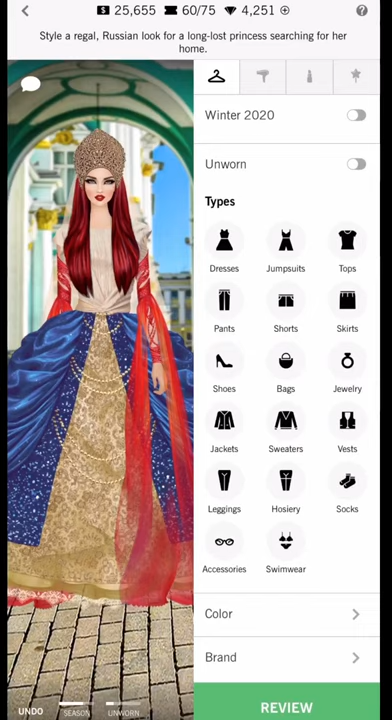 25,655 60/75 4,251
Style a regal, Russian look for a long-lost princess searching for her
home.
Winter 2020
Unworn
Types
Dresses Jumpsuits Tops
Pants Shorts Skirts
Shoes Bags Jewelry
Jackets Sweaters Vests
Leggings Hosiery Socks
Accessories Swimwear
Color
Brand
UNDO SEASON UNWORN
REVIEW